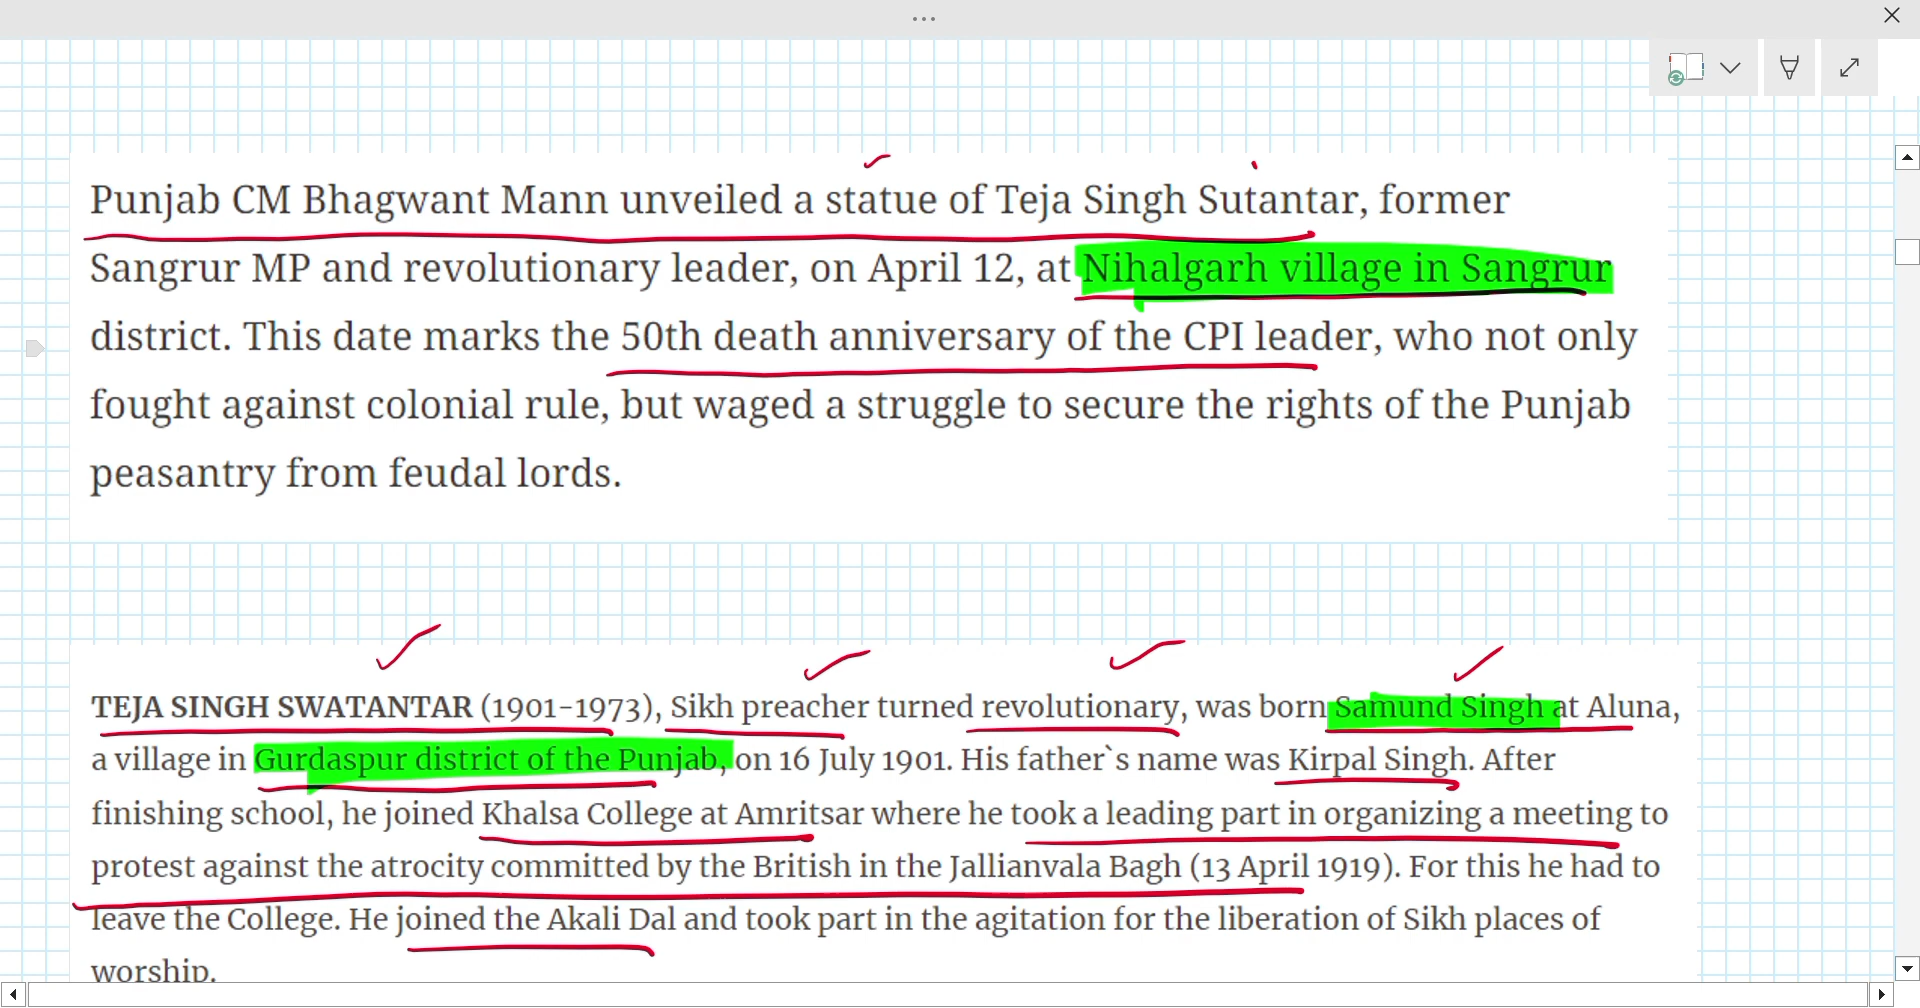 Punjab CM Bhagwant Mann unveiled a statue of Teja Singh Sutantar, former
Sangrur MP and revolutionary leader, on April 12, at Nihalgarh village in Sangrur
district. This date marks the 50th death anniversary of the CPI leader, who not only
fought against colonial rule, but waged a struggle to secure the rights of the Punjab
peasantry from feudal lords.
TEJA SINGH SWATANTAR (1901-1973), Sikh preacher turned revolutionary, was born Samund Singh at Aluna,
a village in Gurdaspur district of the Punjab, on 16 July 1901. His father`s name was Kirpal Singh. After
finishing school, he joined Khalsa College at Amritsar where he took a leading part in organizing a meeting to
protest against the atrocity committed by the British in the Jallianvala Bagh (13 April 1919). For this he had to
leave the College. He joined the Akali Dal and took part in the agitation for the liberation of Sikh places of
worship.